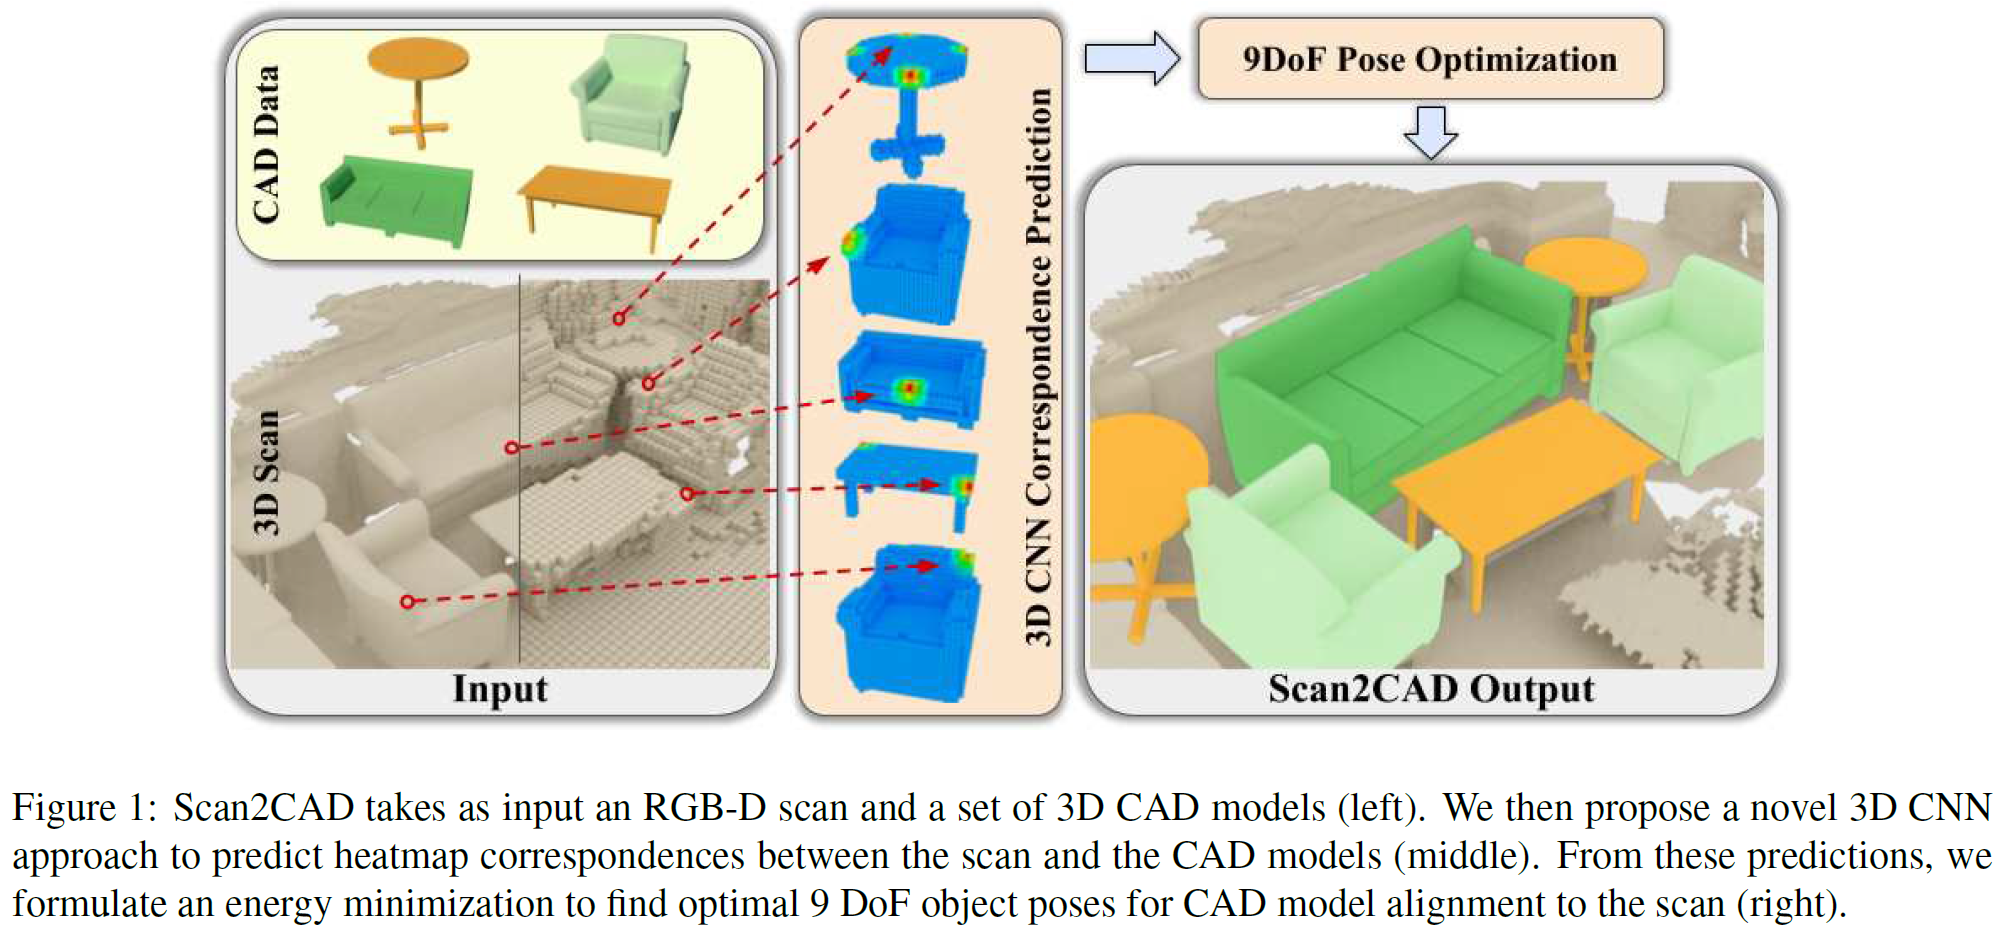 CAD Data
3D Scan
Input
3D CNN Correspondence Prediction
9DoF Pose Optimization
Scan2CAD Output
Figure 1: Scan2CAD takes as input an RGB-D scan and a set of 3D CAD models (left). We then propose a novel 3D CNN
approach to predict heatmap correspondences between the scan and the CAD models (middle). From these predictions, we
formulate an energy minimization to find optimal 9 DoF object poses for CAD model alignment to the scan (right).